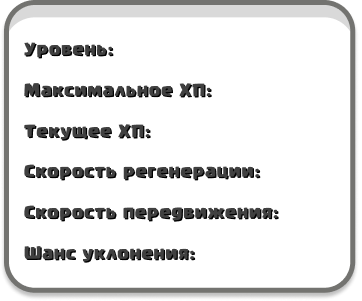 Уровень:
Максимальное ХП:
Текущее ХП:
Скорость регенерации:
Скорость передвижения:
Шанс уклонения: